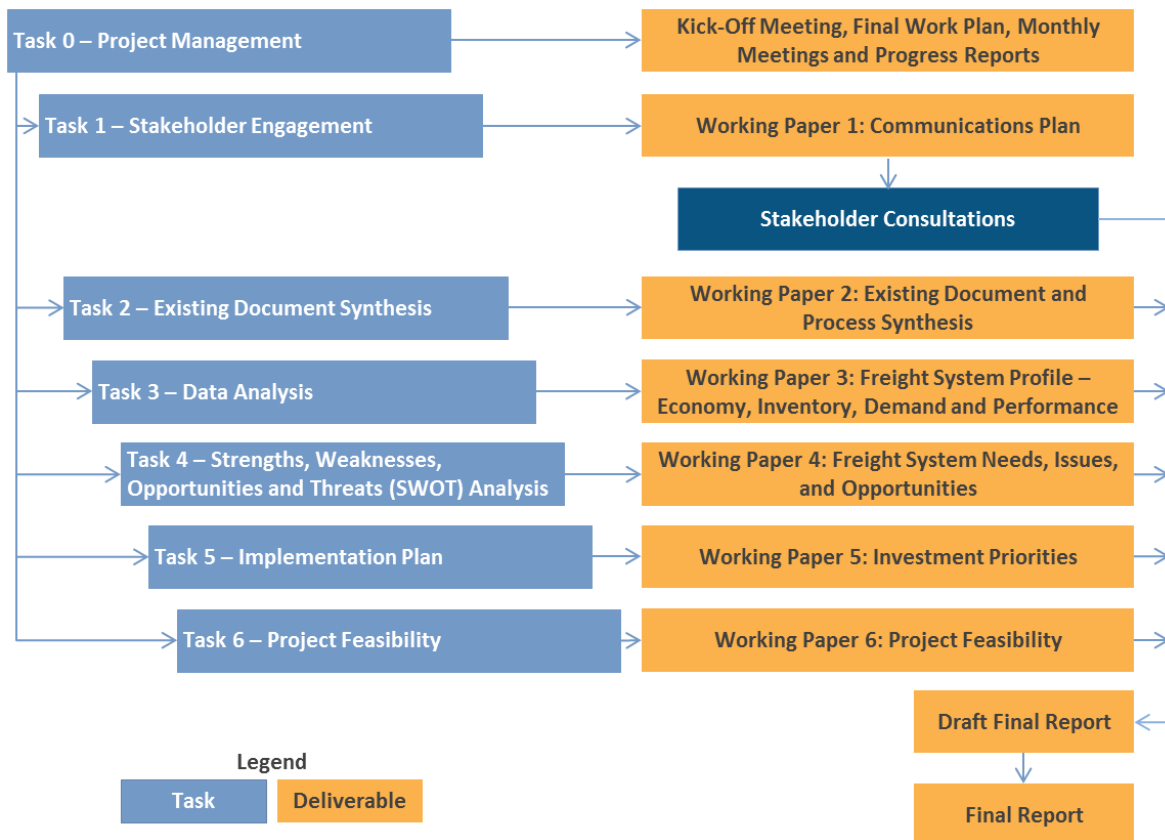 Task 0 – Project Management
Kick-Off Meeting, Final Work Plan, Monthly
Meetings and Progress Reports
Task 1 – Stakeholder Engagement
Working Paper 1: Communications Plan
Stakeholder Consultations
Task 2 – Existing Document Synthesis
Working Paper 2: Existing Document and
Process Synthesis
Task 3 – Data Analysis
Working Paper 3: Freight System Profile –
Economy, Inventory, Demand and Performance
Task 4 – Strengths, Weaknesses,
Opportunities and Threats (SWOT) Analysis
Working Paper 4: Freight System Needs, Issues,
and Opportunities
Task 5 – Implementation Plan
Working Paper 5: Investment Priorities
Task 6 – Project Feasibility
Working Paper 6: Project Feasibility
Draft Final Report
Final Report
Legend
Task
Deliverable